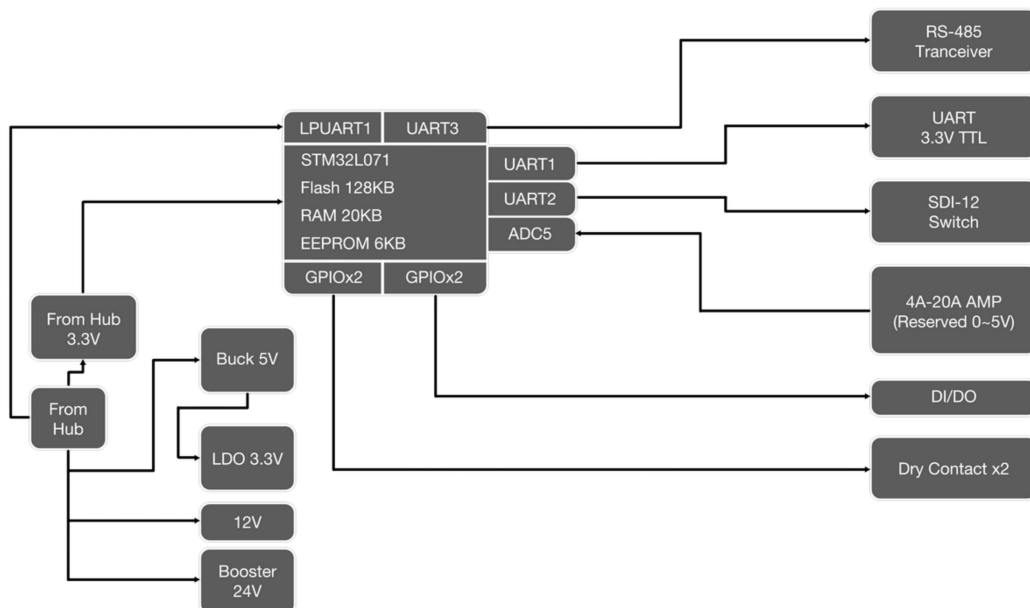 RS-485
Tranceiver
LPUART1
UART3
STM32L071
Flash 128KB
RAM 20KB
EEPROM 6KB
UART1
UART2
ADC5
GPIOx2
GPIOx2
UART
3.3V TTL
SDI-12
Switch
4A-20A AMP
(Reserved 0~5V)
DI/DO
Dry Contact x2
From Hub
3.3V
From
Hub
Buck 5V
LDO 3.3V
12V
Booster
24V